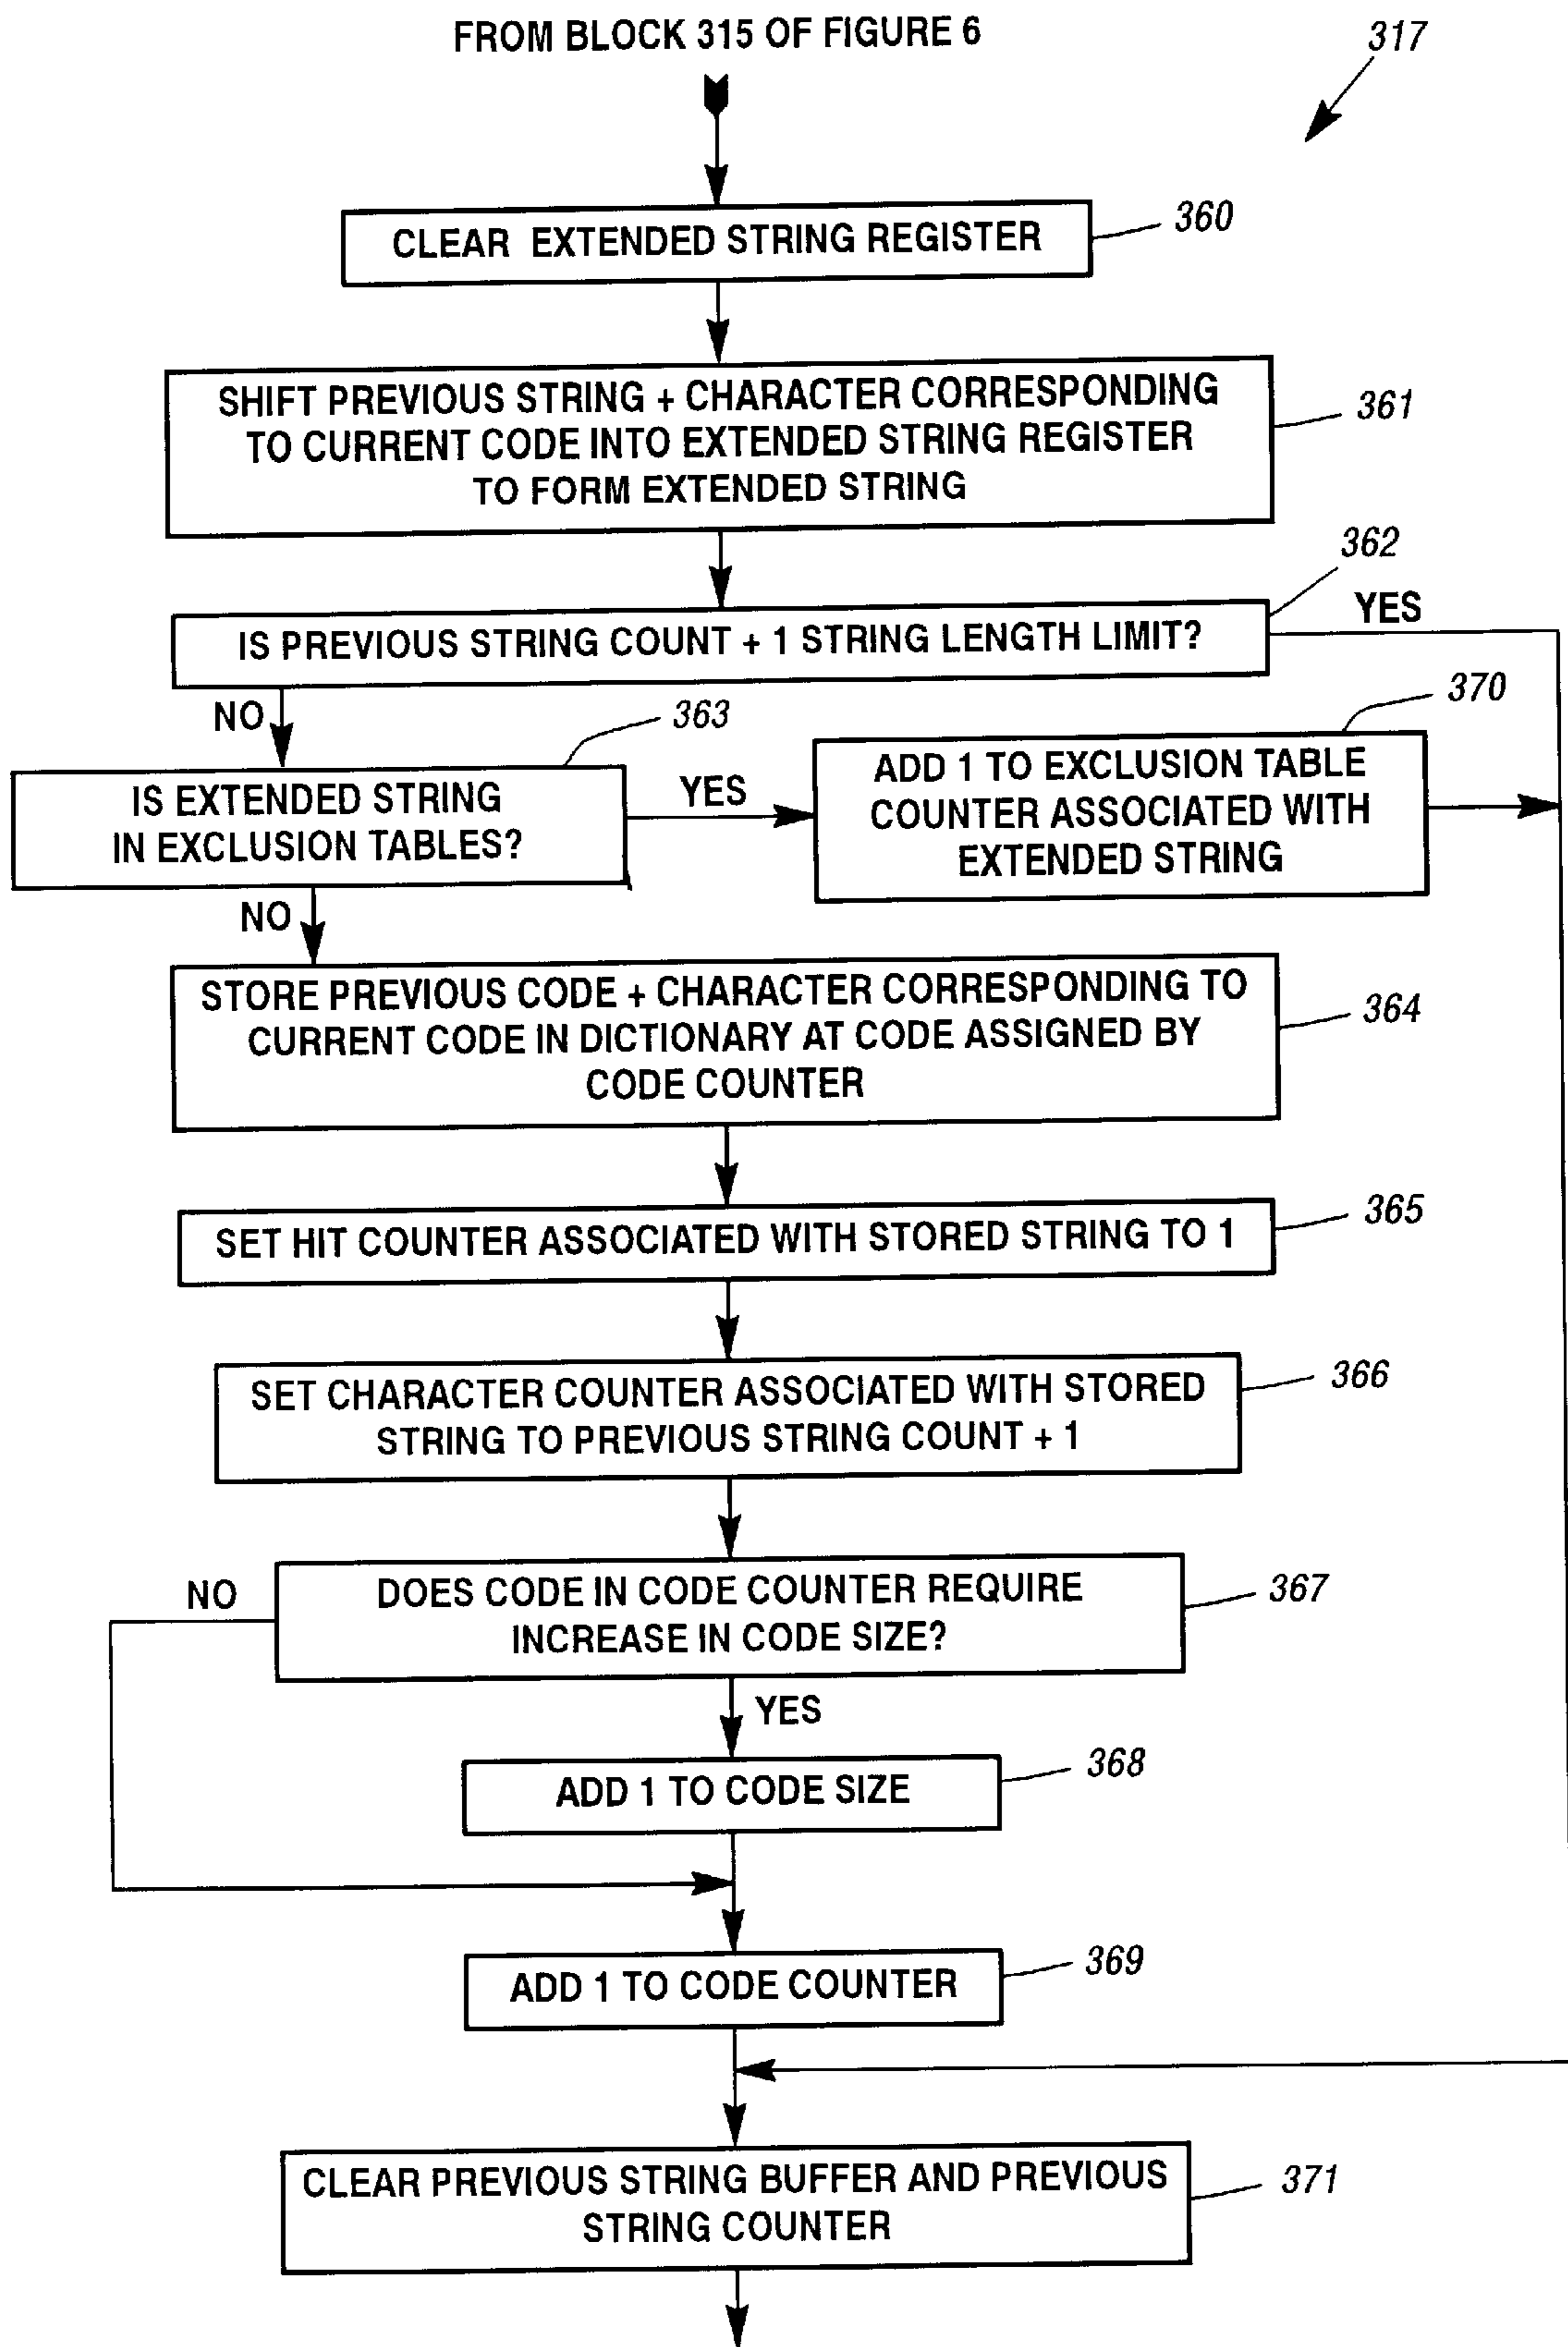 FROM BLOCK 315 OF FIGURE 6
317
CLEAR EXTENDED STRING REGISTER
360
SHIFT PREVIOUS STRING + CHARACTER CORRESPONDING
TO CURRENT CODE INTO EXTENDED STRING REGISTER
TO FORM EXTENDED STRING
361
362
IS PREVIOUS STRING COUNT + 1 STRING LENGTH LIMIT?
YES
NO
363
370
IS EXTENDED STRING
IN EXCLUSION TABLES?
YES
ADD 1 TO EXCLUSION TABLE
COUNTER ASSOCIATED WITH
EXTENDED STRING
NO
STORE PREVIOUS CODE + CHARACTER CORRESPONDING TO
CURRENT CODE IN DICTIONARY AT CODE ASSIGNED BY
CODE COUNTER
364
SET HIT COUNTER ASSOCIATED WITH STORED STRING TO 1
365
SET CHARACTER COUNTER ASSOCIATED WITH STORED
STRING TO PREVIOUS STRING COUNT + 1
366
NO
DOES CODE IN CODE COUNTER REQUIRE
INCREASE IN CODE SIZE?
367
YES
ADD 1 TO CODE SIZE
368
ADD 1 TO CODE COUNTER
369
CLEAR PREVIOUS STRING BUFFER AND PREVIOUS
STRING COUNTER
371